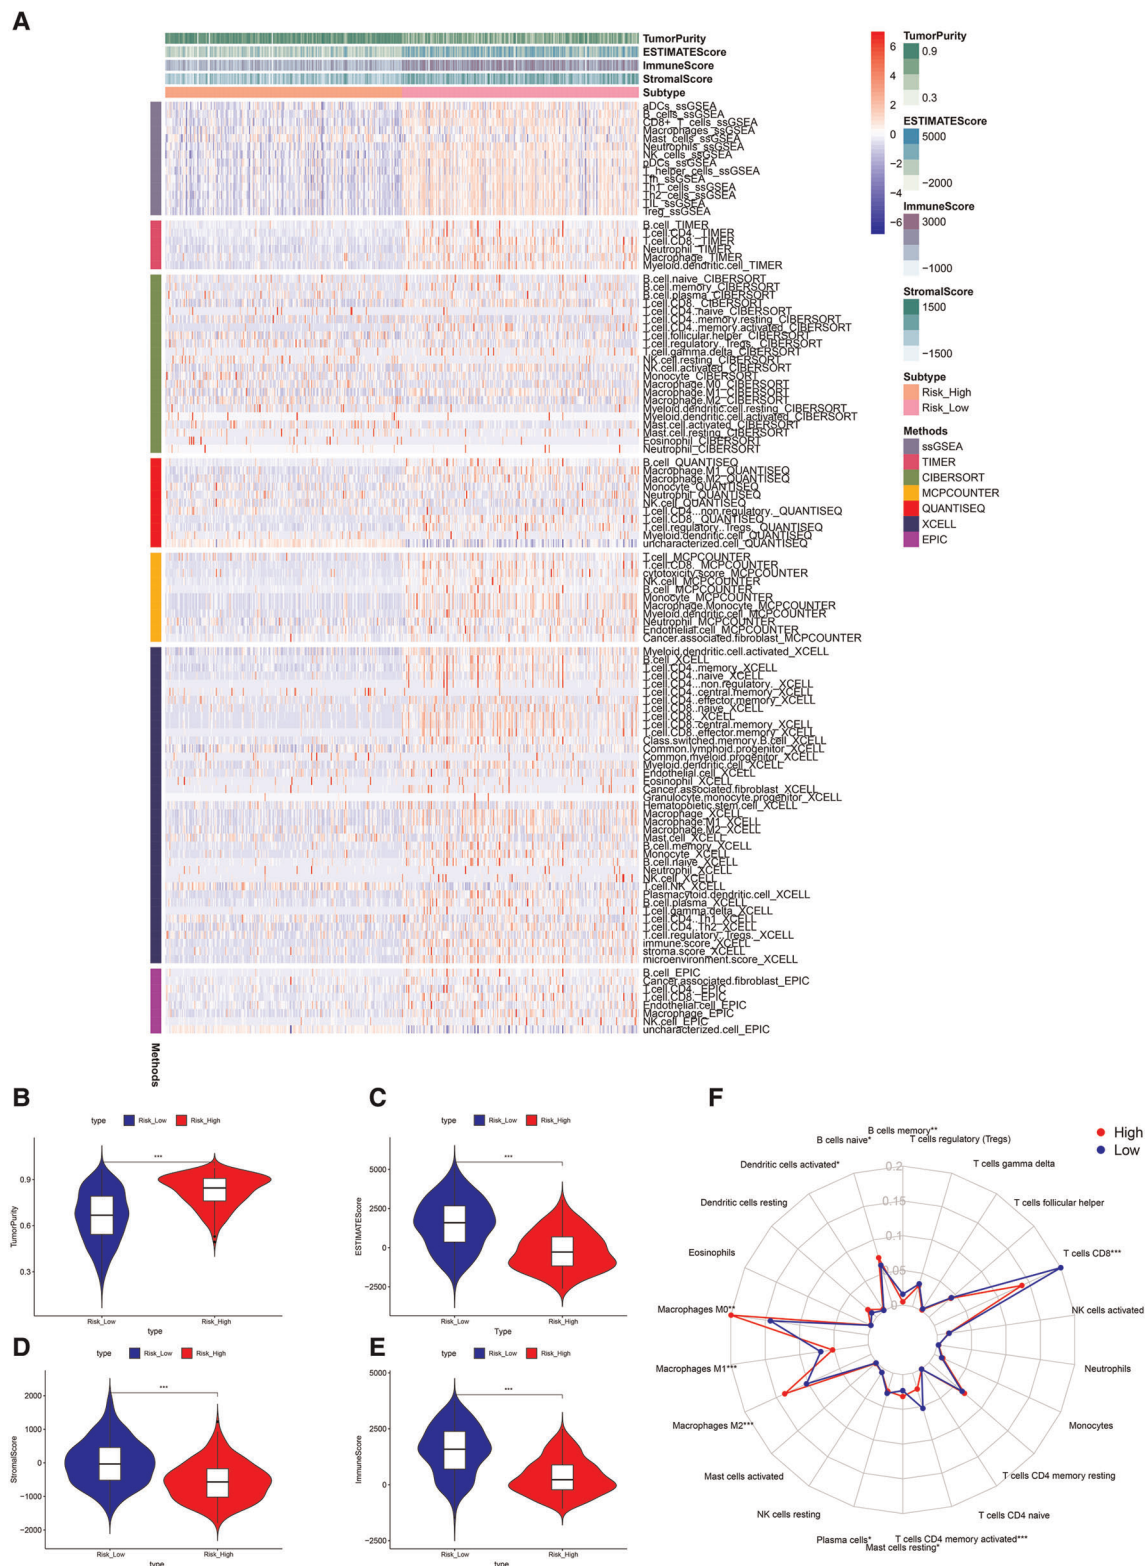 A
TumorPurity
ESTIMATEScore
ImmuneScore
StromalScore
Subtype
aDCs_ssGSEA
B_cells_ssGSEA
CD8+_T_cells_ssGSEA
Macrophages_ssGSEA
Mast_cells_ssGSEA
Neutrophils_ssGSEA
NK_cells_ssGSEA
pDCs_ssGSEA
T_helper_cells_ssGSEA
Tfh_ssGSEA
Th1_cells_ssGSEA
Th2_cells_ssGSEA
TIL_ssGSEA
Treg_ssGSEA
B.cell_TIMER
T.cell.CD4._TIMER
T.cell.CD8._TIMER
Neutrophil_TIMER
Macrophage_TIMER
Myeloid.dendritic.cell_TIMER
B.cell.naive_CIBERSORT
B.cell.memory_CIBERSORT
B.cell.plasma_CIBERSORT
T.cell.CD8._CIBERSORT
T.cell.CD4..naive_CIBERSORT
T.cell.CD4..memory.resting_CIBERSORT
T.cell.CD4..memory.activated_CIBERSORT
T.cell.follicular.helper_CIBERSORT
T.cell.regulatory..Tregs._CIBERSORT
T.cell.gamma.delta_CIBERSORT
NK.cell.resting_CIBERSORT
NK.cell.activated_CIBERSORT
Monocyte_CIBERSORT
Macrophage.M0_CIBERSORT
Macrophage.M1_CIBERSORT
Macrophage.M2_CIBERSORT
Myeloid.dendritic.cell.resting_CIBERSORT
Myeloid.dendritic.cell.activated_CIBERSORT
Mast.cell.activated_CIBERSORT
Mast.cell.resting_CIBERSORT
Eosinophil_CIBERSORT
Neutrophil_CIBERSORT
B.cell_QUANTISEQ
Macrophage.M1_QUANTISEQ
Macrophage.M2_QUANTISEQ
Monocyte_QUANTISEQ
Neutrophil_QUANTISEQ
NK.cell_QUANTISEQ
T.cell.CD4...non.regulatory._QUANTISEQ
T.cell.CD8._QUANTISEQ
T.cell.regulatory..Tregs._QUANTISEQ
Myeloid.dendritic.cell_QUANTISEQ
uncharacterized.cell_QUANTISEQ
T.cell_MCPCOUNTER
T.cell.CD8._MCPCOUNTER
cytotoxicity.score_MCPCOUNTER
NK.cell_MCPCOUNTER
B.cell_MCPCOUNTER
Monocyte_MCPCOUNTER
Macrophage.Monocyte_MCPCOUNTER
Myeloid.dendritic.cell_MCPCOUNTER
Neutrophil_MCPCOUNTER
Endothelial.cell_MCPCOUNTER
Cancer.associated.fibroblast_MCPCOUNTER
Myeloid.dendritic.cell.activated_XCELL
B.cell_XCELL
T.cell.CD4..memory_XCELL
T.cell.CD4..naive_XCELL
T.cell.CD4...non.regulatory._XCELL
T.cell.CD4..central.memory_XCELL
T.cell.CD4..effector.memory_XCELL
T.cell.CD8..naive_XCELL
T.cell.CD8._XCELL
T.cell.CD8..central.memory_XCELL
T.cell.CD8..effector.memory_XCELL
Class.switched.memory.B.cell_XCELL
Common.lymphoid.progenitor_XCELL
Common.myeloid.progenitor_XCELL
Myeloid.dendritic.cell_XCELL
Endothelial.cell_XCELL
Eosinophil_XCELL
Cancer.associated.fibroblast_XCELL
Granulocyte.monocyte.progenitor_XCELL
Hematopoietic.stem.cell_XCELL
Macrophage_XCELL
Macrophage.M1_XCELL
Macrophage.M2_XCELL
Mast.cell_XCELL
B.cell.memory_XCELL
Monocyte_XCELL
B.cell.naive_XCELL
Neutrophil_XCELL
NK.cell_XCELL
T.cell.NK_XCELL
Plasmacytoid.dendritic.cell_XCELL
B.cell.plasma_XCELL
T.cell.gamma.delta_XCELL
T.cell.CD4..Th1_XCELL
T.cell.CD4..Th2_XCELL
T.cell.regulatory..Tregs._XCELL
immune.score_XCELL
stroma.score_XCELL
microenvironment.score_XCELL
B.cell_EPIC
Cancer.associated.fibroblast_EPIC
T.cell.CD4._EPIC
T.cell.CD8._EPIC
Endothelial.cell_EPIC
Macrophage_EPIC
NK.cell_EPIC
uncharacterized.cell_EPIC
Methods
6
4
2
0
−2
−4
−6
TumorPurity
0.9
0.3
ESTIMATEScore
5000
−2000
ImmuneScore
3000
−1000
StromalScore
1500
−1500
Subtype
Risk_High
Risk_Low
Methods
ssGSEA
TIMER
CIBERSORT
MCPCOUNTER
QUANTISEQ
XCELL
EPIC
B
type Risk_Low Risk_High
***
0.9
0.6
0.3
TumorPurity
Risk_Low Risk_High
type
C
type Risk_Low Risk_High
***
5000
2500
0
−2500
ESTIMATEScore
Risk_Low Risk_High
Type
D
type Risk_Low Risk_High
***
2000
1000
0
−1000
−2000
StromalScore
Risk_Low Risk_High
type
E
type Risk_Low Risk_High
***
5000
2500
0
−2500
ImmuneScore
Risk_Low Risk_High
type
F
High
Low
B cells memory**
T cells regulatory (Tregs)
B cells naive*
T cells gamma delta
Dendritic cells activated*
T cells follicular helper
Dendritic cells resting
T cells CD8***
Eosinophils
NK cells activated
Macrophages M0**
Neutrophils
Macrophages M1***
Monocytes
Macrophages M2***
T cells CD4 memory resting
Mast cells activated
T cells CD4 naive
NK cells resting
T cells CD4 memory activated***
Plasma cells*
Mast cells resting*
0.2
0.15
0.1
0.05
0